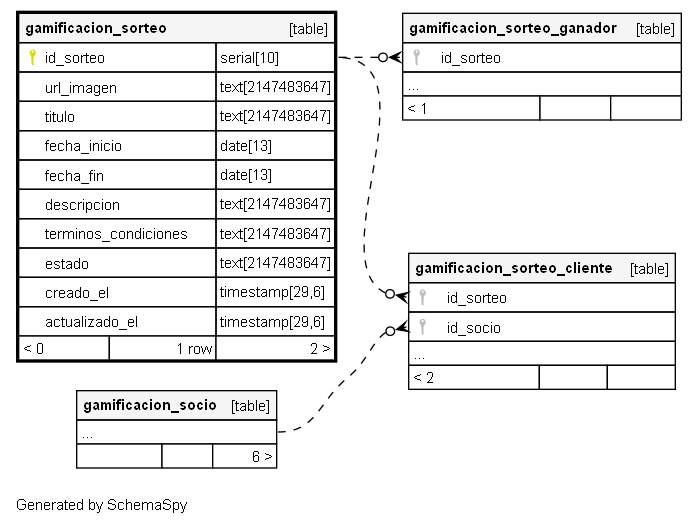 gamificacion_sorteo [table]
id_sorteo serial[10]
url_imagen text[2147483647]
titulo text[2147483647]
fecha_inicio date[13]
fecha_fin date[13]
descripcion text[2147483647]
terminos_condiciones text[2147483647]
estado text[2147483647]
creado_el timestamp[29,6]
actualizado_el timestamp[29,6]
< 0 1 row 2 >
gamificacion_sorteo_ganador [table]
id_sorteo
...
< 1
gamificacion_sorteo_cliente [table]
id_sorteo
id_socio
...
< 2
gamificacion_socio [table]
...
6 >
Generated by SchemaSpy